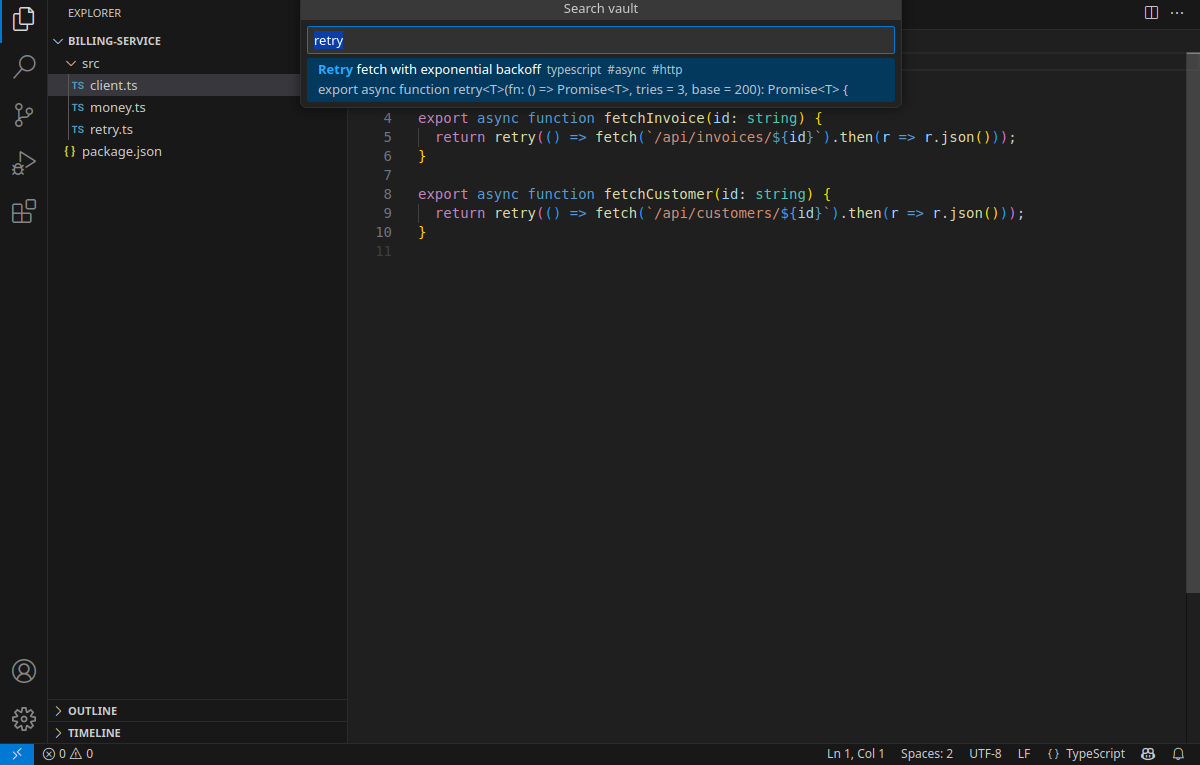 Search vault
retry
Retry fetch with exponential backoff typescript #async #http
export async function retry<T>(fn: () => Promise<T>, tries = 3, base = 200): Promise<T> {
EXPLORER
BILLING-SERVICE
src
TS client.ts
TS money.ts
TS retry.ts
{} package.json
4 export async function fetchInvoice(id: string) {
5 return retry(() => fetch(`/api/invoices/${id}`).then(r => r.json()));
6 }
7
8 export async function fetchCustomer(id: string) {
9 return retry(() => fetch(`/api/customers/${id}`).then(r => r.json()));
10 }
11
OUTLINE
TIMELINE
0 0 Ln 1, Col 1 Spaces: 2 UTF-8 LF {} TypeScript